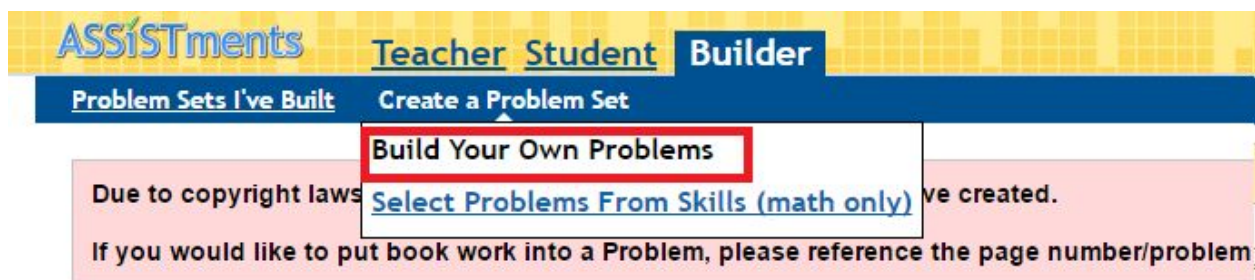 ASSiSTments Teacher Student Builder
Problem Sets I've Built Create a Problem Set
Build Your Own Problems
Select Problems From Skills (math only)
Due to copyright laws ve created.
If you would like to put book work into a Problem, please reference the page number/problem